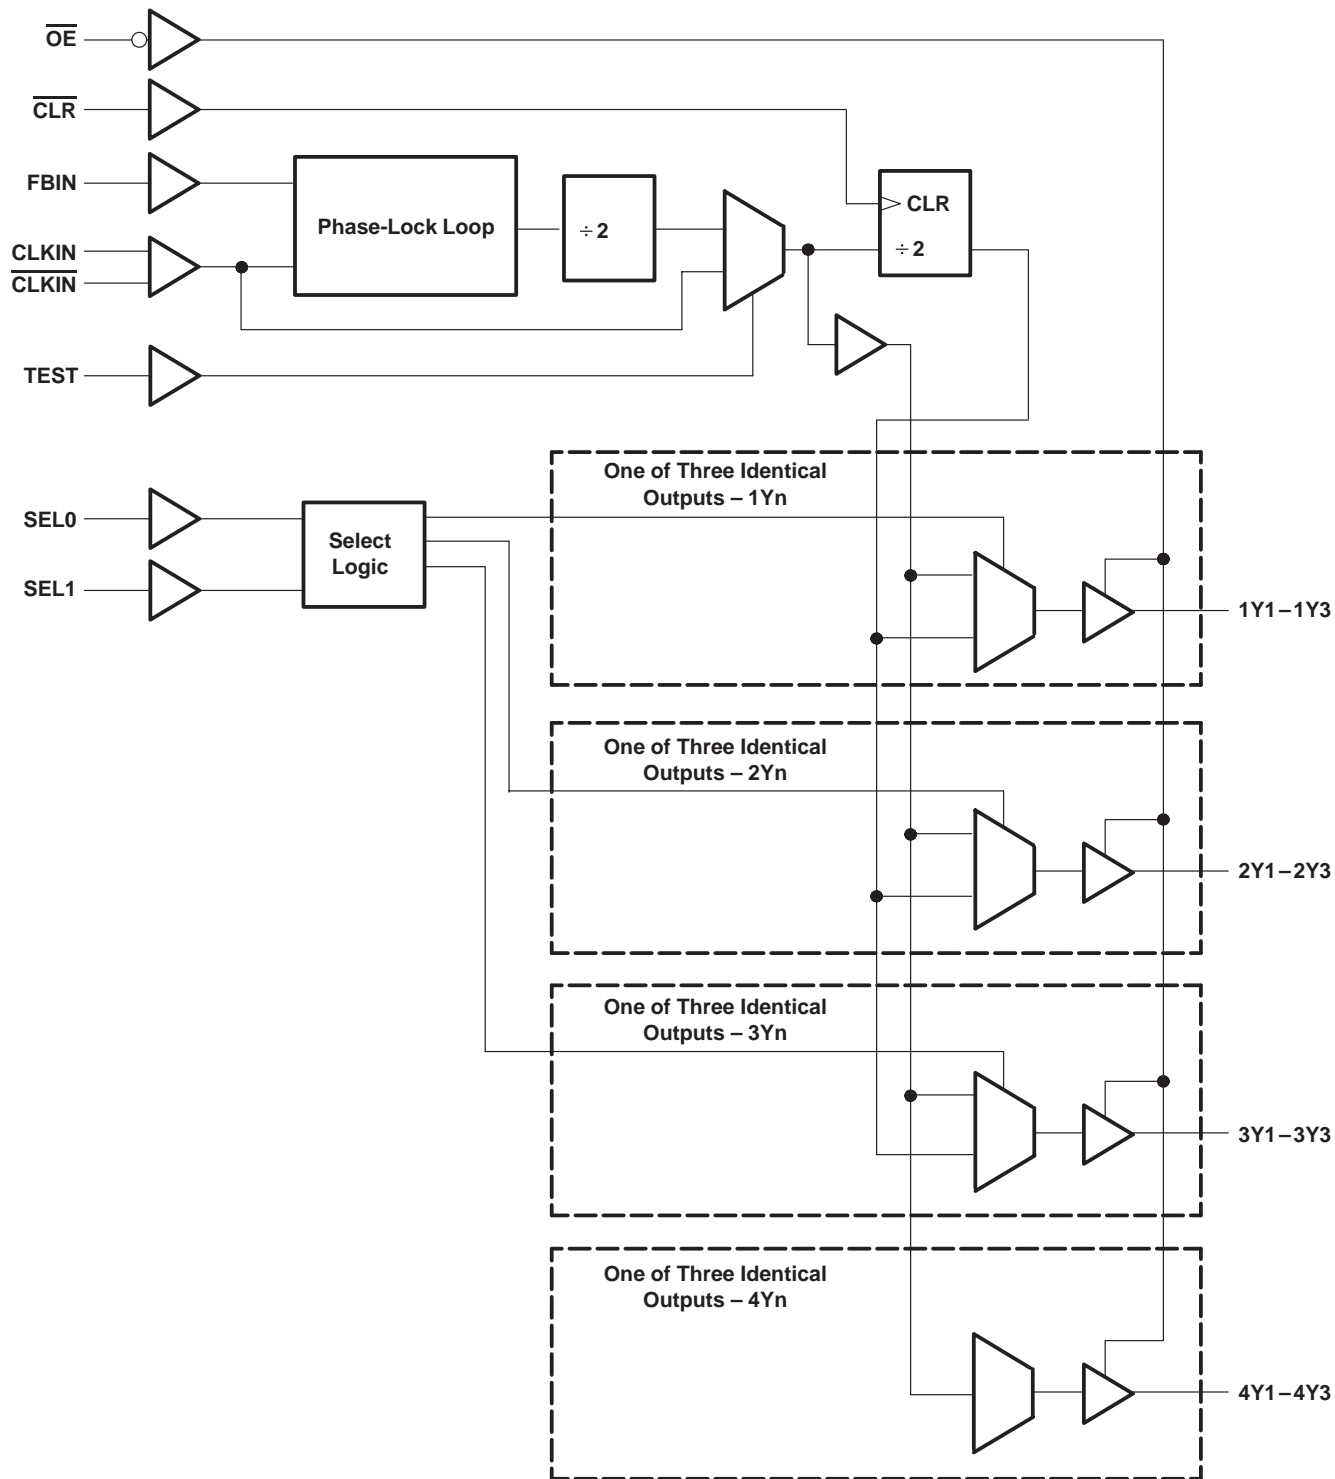 OE
CLR
FBIN
CLKIN
CLKIN
TEST
Phase-Lock Loop
÷2
CLR
÷2
SEL0
SEL1
Select
Logic
One of Three Identical
Outputs – 1Yn
1Y1–1Y3
One of Three Identical
Outputs – 2Yn
2Y1–2Y3
One of Three Identical
Outputs – 3Yn
3Y1–3Y3
One of Three Identical
Outputs – 4Yn
4Y1–4Y3